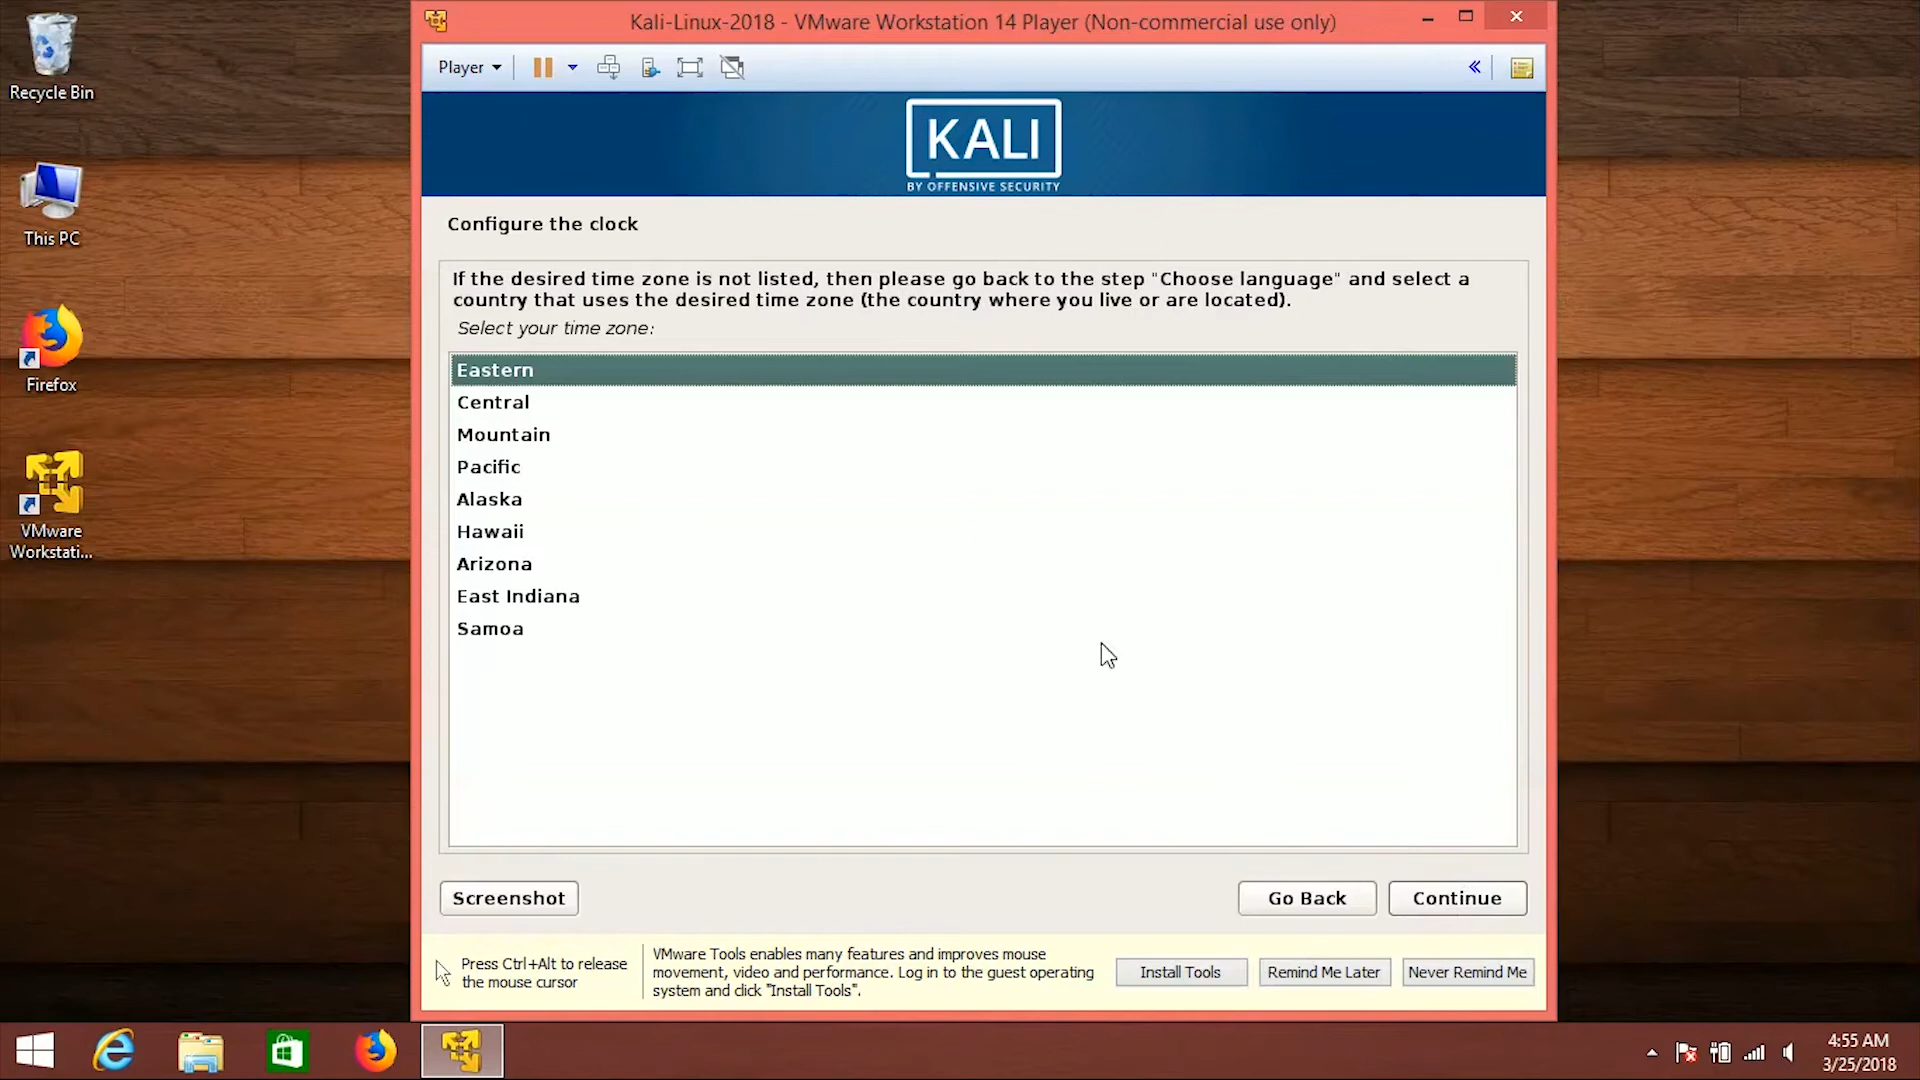 Recycle Bin
This PC
Firefox
VMware
Workstati...
Kali-Linux-2018 - VMware Workstation 14 Player (Non-commercial use only)
Player
KALI
BY OFFENSIVE SECURITY
Configure the clock
If the desired time zone is not listed, then please go back to the step "Choose language" and select a
country that uses the desired time zone (the country where you live or are located).
Select your time zone:
Eastern
Central
Mountain
Pacific
Alaska
Hawaii
Arizona
East Indiana
Samoa
Screenshot
Go Back
Continue
Press Ctrl+Alt to release
the mouse cursor
VMware Tools enables many features and improves mouse
movement, video and performance. Log in to the guest operating
system and click "Install Tools".
Install Tools
Remind Me Later
Never Remind Me
4:55 AM
3/25/2018